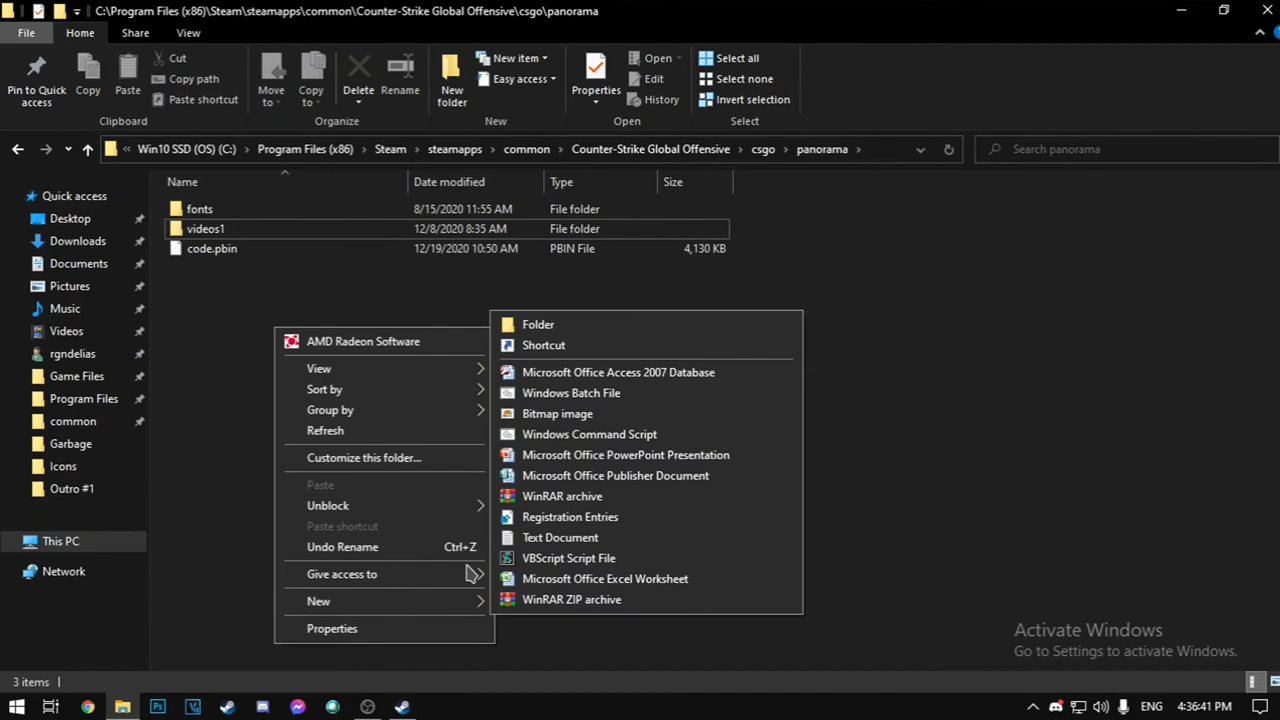 C:\Program Files (x86)\Steam\steamapps\common\Counter-Strike Global Offensive\csgo\panorama
File Home Share View
Pin to Quick access
Copy
Paste
Cut
Copy path
Paste shortcut
Clipboard
Move to
Copy to
Delete
Rename
Organize
New folder
New item
Easy access
New
Properties
Open
Edit
History
Open
Select all
Select none
Invert selection
Select
Win10 SSD (OS) (C:) Program Files (x86) Steam steamapps common Counter-Strike Global Offensive csgo panorama
Search panorama
Quick access
Desktop
Downloads
Documents
Pictures
Music
Videos
rgndelias
Game Files
Program Files
common
Garbage
Icons
Outro #1
This PC
Network
Name Date modified Type Size
fonts 8/15/2020 11:55 AM File folder
videos1 12/8/2020 8:35 AM File folder
code.pbin 12/19/2020 10:50 AM PBIN File 4,130 KB
AMD Radeon Software
View
Sort by
Group by
Refresh
Customize this folder...
Paste
Unblock
Paste shortcut
Undo Rename Ctrl+Z
Give access to
New
Properties
Folder
Shortcut
Microsoft Office Access 2007 Database
Windows Batch File
Bitmap image
Windows Command Script
Microsoft Office PowerPoint Presentation
Microsoft Office Publisher Document
WinRAR archive
Registration Entries
Text Document
VBScript Script File
Microsoft Office Excel Worksheet
WinRAR ZIP archive
Activate Windows
Go to Settings to activate Windows.
3 items
ENG 4:36:41 PM